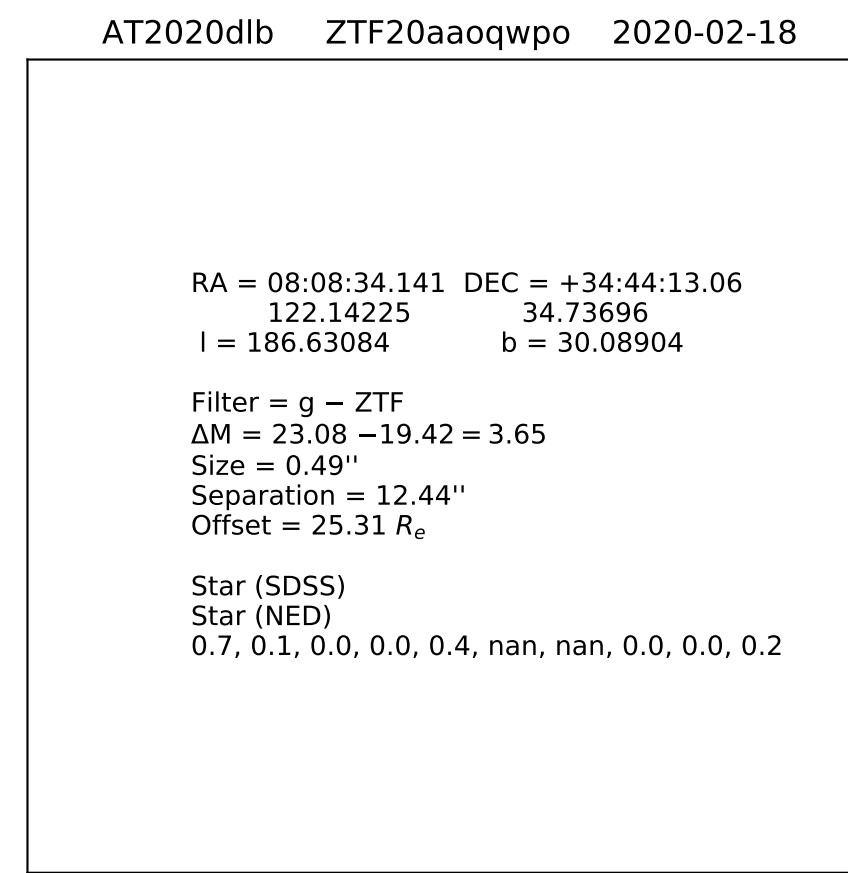 AT2020dlb ZTF20aaoqwpo 2020-02-18
RA = 08:08:34.141 DEC = +34:44:13.06
122.14225 34.73696
l = 186.63084 b = 30.08904
Filter = g − ZTF
ΔM = 23.08 −19.42 = 3.65
Size = 0.49''
Separation = 12.44''
Offset = 25.31 Rₑ
Star (SDSS)
Star (NED)
0.7, 0.1, 0.0, 0.0, 0.4, nan, nan, 0.0, 0.0, 0.2